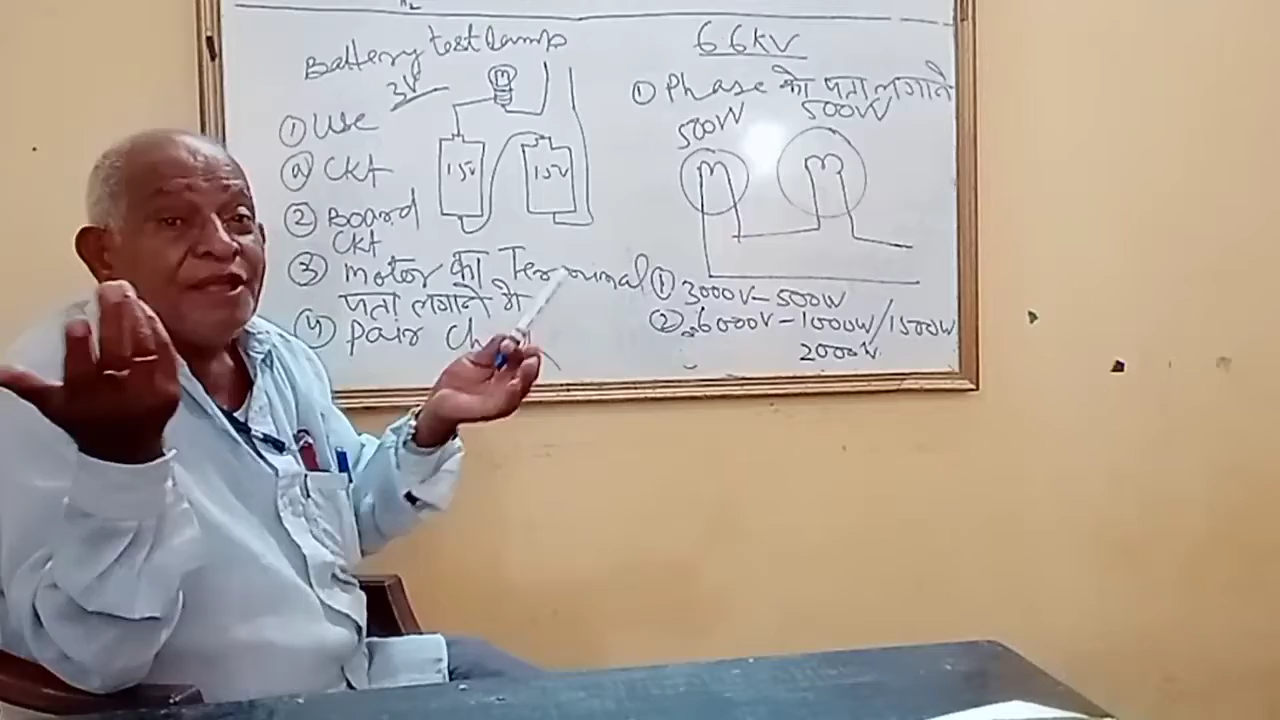 Battery test lamp
3V
① Use
ⓐ CKt
② Board
CKt
③ Motor का Terminal
पता लगाने मे
④ Pair
1.5V
1.5V
6.6KV
① Phase को पता लगाने
500W
500W
① 3000V-500W
② 6000V-1000W/1500W
2000W